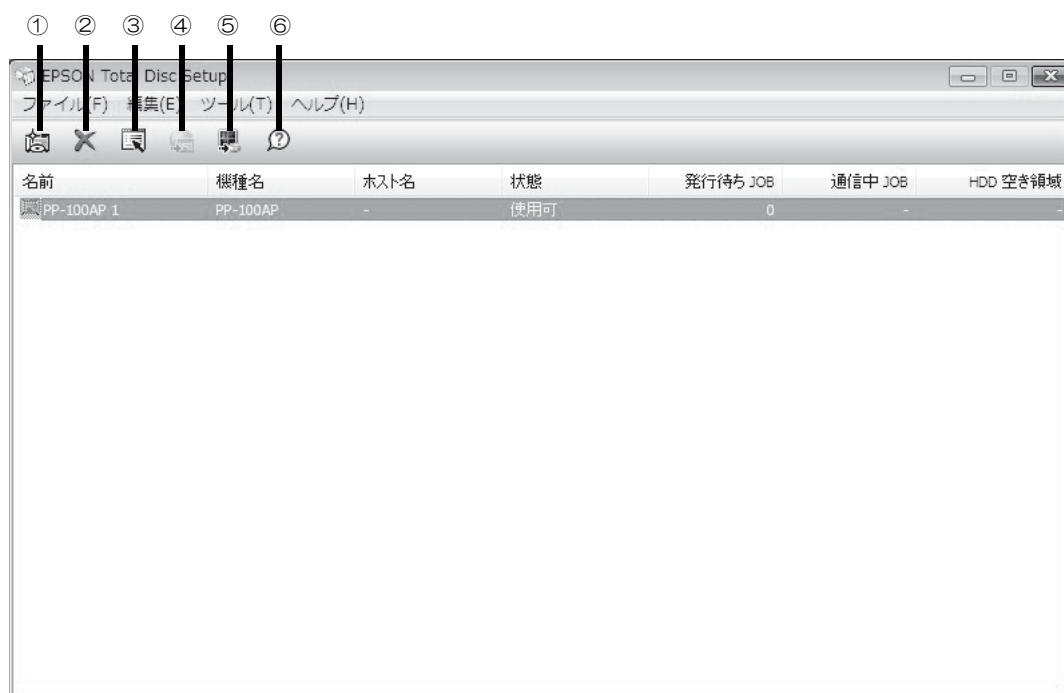 ① ② ③ ④ ⑤ ⑥
EPSON Total Disc Setup
ファイル(F) 編集(E) ツール(T) ヘルプ(H)
名前 機種名 ホスト名 状態 発行待ち JOB 通信中 JOB HDD 空き領域
PP-100AP 1 PP-100AP - 使用可 0 - -